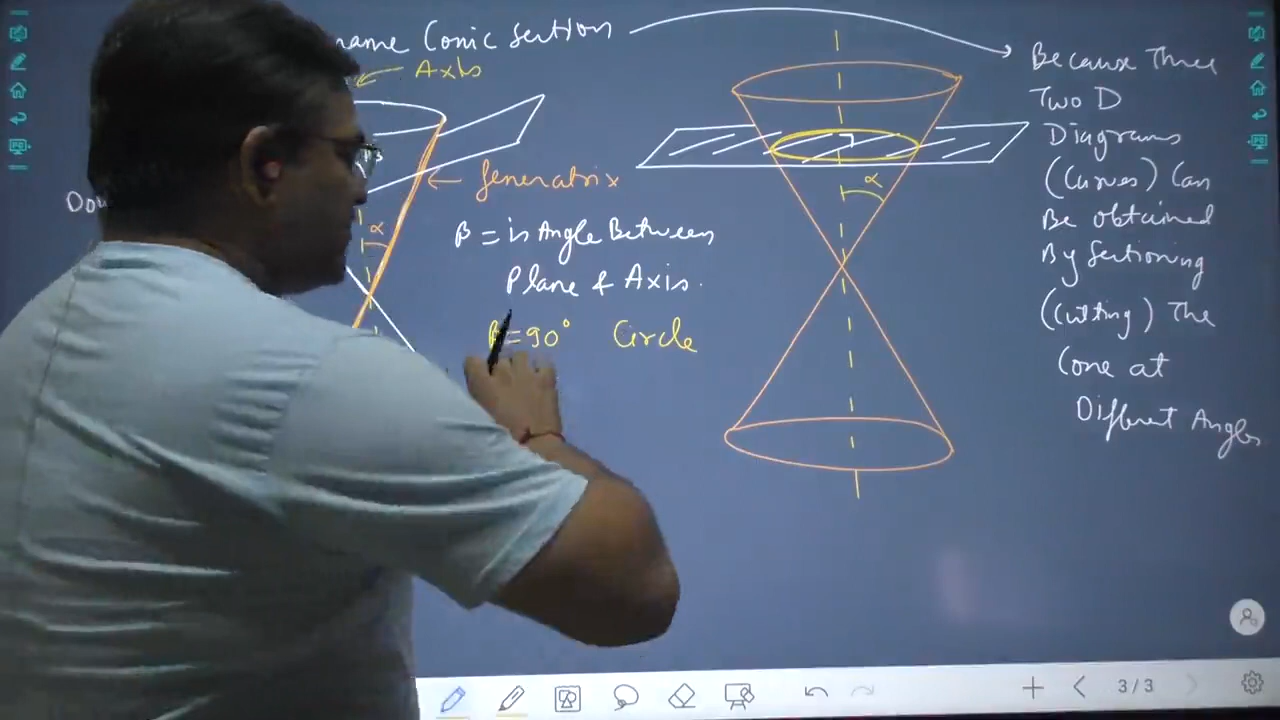 name Conic Section
Axis
Generatrix
α
β = is Angle Between
Plane & Axis.
β = 90° Circle
α
Because These
Two D
Diagrams
(Curves) Can
Be obtained
By Sectioning
(Cutting) The
Cone at
Different Angles
3/3